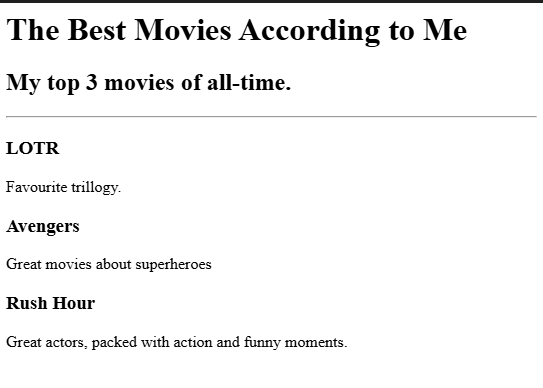 The Best Movies According to Me
My top 3 movies of all-time.
LOTR
Favourite trillogy.
Avengers
Great movies about superheroes
Rush Hour
Great actors, packed with action and funny moments.